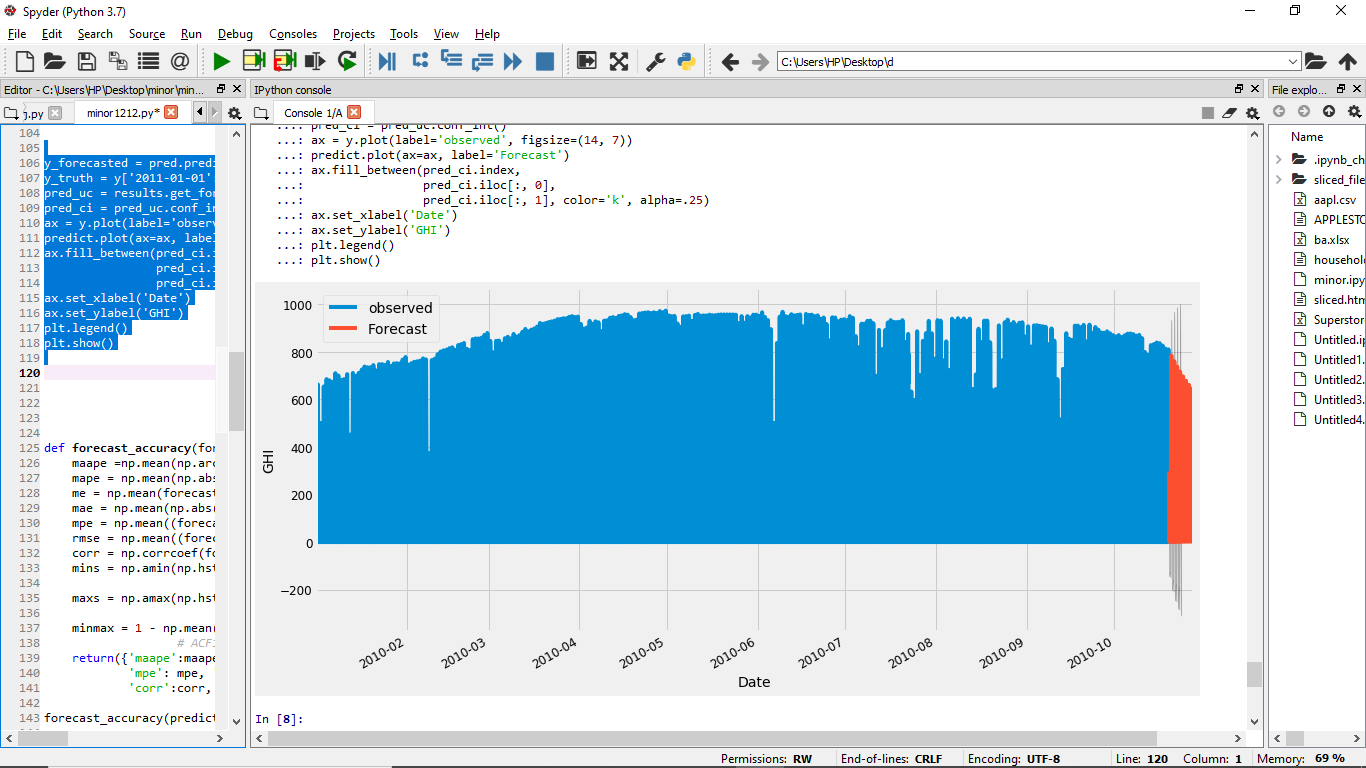 Spyder (Python 3.7)
File Edit Search Source Run Debug Consoles Projects Tools View Help
C:\Users\HP\Desktop\d
Editor - C:\Users\HP\Desktop\minor\min...
IPython console
File explo...
minor1212.py*
Console 1/A
104
105
106 y_forecasted = pred.predi
107 y_truth = y['2011-01-01'
108 pred_uc = results.get_for
109 pred_ci = pred_uc.conf_in
110 ax = y.plot(label='observ
111 predict.plot(ax=ax, label
112 ax.fill_between(pred_ci.i
113 pred_ci.i
114 pred_ci.i
115 ax.set_xlabel('Date')
116 ax.set_ylabel('GHI')
117 plt.legend()
118 plt.show()
119
120
121
122
123
124
125 def forecast_accuracy(for
126 maape =np.mean(np.arc
127 mape = np.mean(np.abs
128 me = np.mean(forecast
129 mae = np.mean(np.abs(
130 mpe = np.mean((foreca
131 rmse = np.mean((forec
132 corr = np.corrcoef(fo
133 mins = np.amin(np.hst
134
135 maxs = np.amax(np.hst
136
137 minmax = 1 - np.mean(
138 # ACF1
139 return({'maape':maape
140 'mpe': mpe,
141 'corr':corr,
142
143 forecast_accuracy(predict
...: pred_ci = pred_uc.conf_int()
...: ax = y.plot(label='observed', figsize=(14, 7))
...: predict.plot(ax=ax, label='Forecast')
...: ax.fill_between(pred_ci.index,
...: pred_ci.iloc[:, 0],
...: pred_ci.iloc[:, 1], color='k', alpha=.25)
...: ax.set_xlabel('Date')
...: ax.set_ylabel('GHI')
...: plt.legend()
...: plt.show()
observed
Forecast
1000
800
600
400
200
0
−200
GHI
2010-02 2010-03 2010-04 2010-05 2010-06 2010-07 2010-08 2010-09 2010-10
Date
In [8]:
Name
.ipynb_ch
sliced_file
aapl.csv
APPLESTO
ba.xlsx
househol
minor.ipy
sliced.htm
Superstor
Untitled.ip
Untitled1.
Untitled2.
Untitled3.
Untitled4.
Permissions: RW End-of-lines: CRLF Encoding: UTF-8 Line: 120 Column: 1 Memory: 69 %